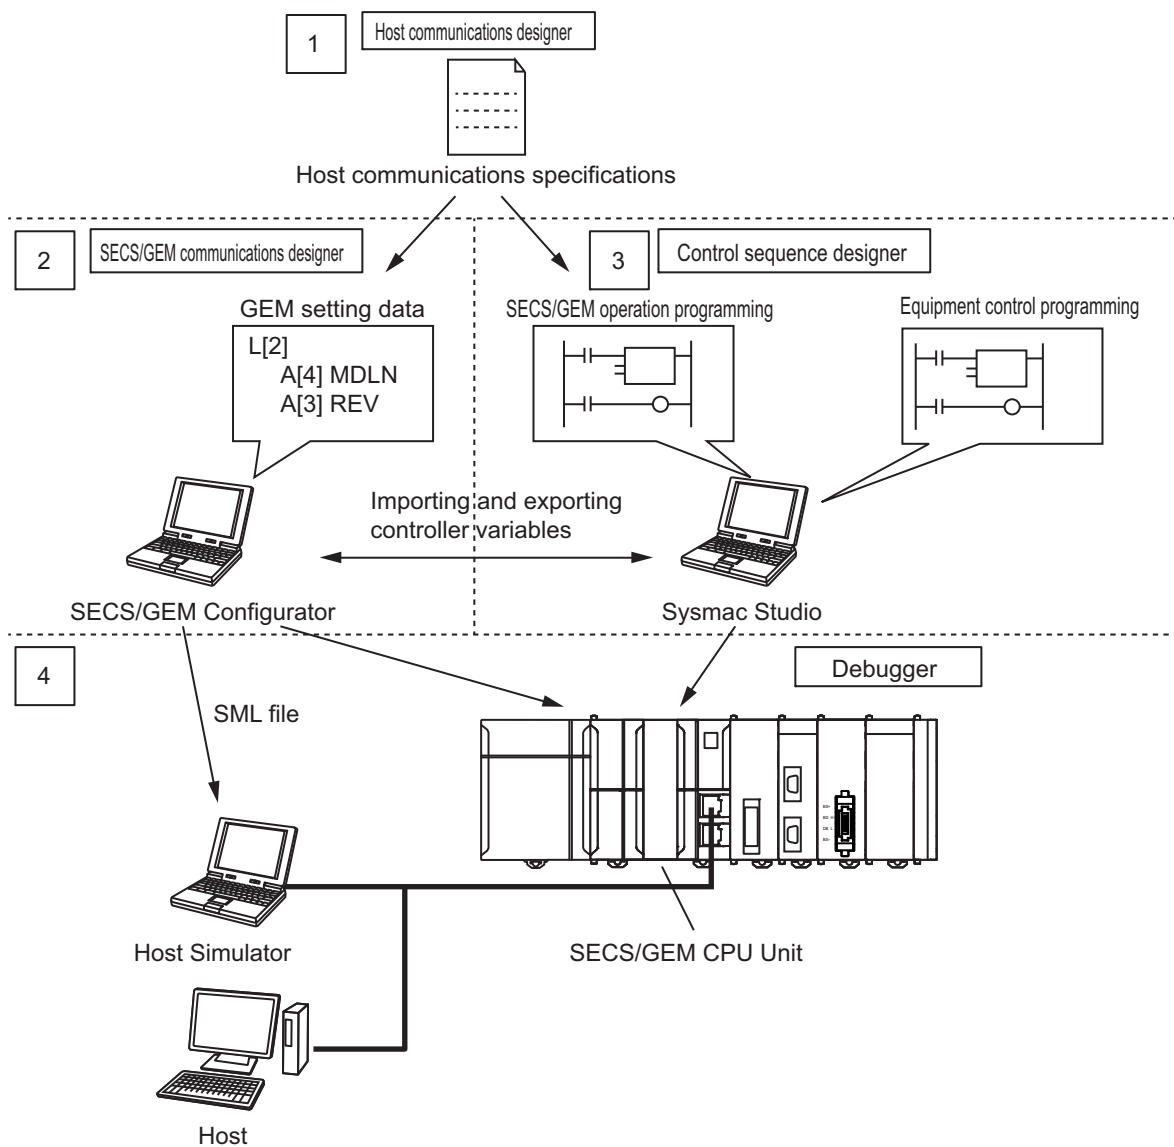 1
Host communications designer
Host communications specifications
2
SECS/GEM communications designer
3
Control sequence designer
GEM setting data
SECS/GEM operation programming
Equipment control programming
L[2]
A[4] MDLN
A[3] REV
Importing and exporting
controller variables
SECS/GEM Configurator
Sysmac Studio
4
Debugger
SML file
Host Simulator
SECS/GEM CPU Unit
Host